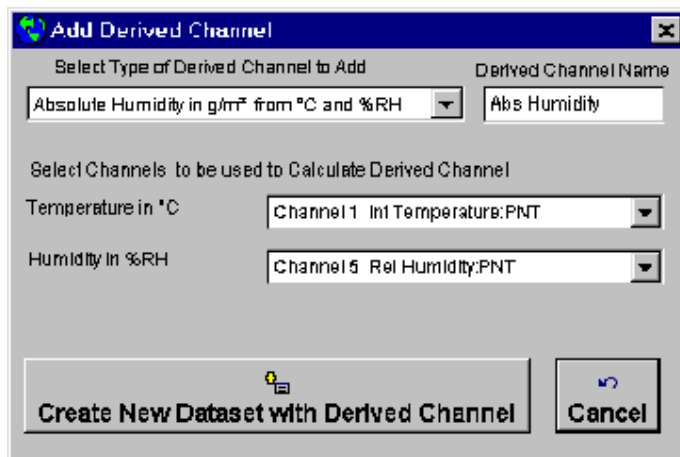 Add Derived Channel
Select Type of Derived Channel to Add
Derived Channel Name
Absolute Humidity in g/m³ from °C and %RH
Abs Humidity
Select Channels to be used to Calculate Derived Channel
Temperature in °C
Channel 1 Int Temperature:PNT
Humidity in %RH
Channel 5 Rel Humidity:PNT
Create New Dataset with Derived Channel
Cancel